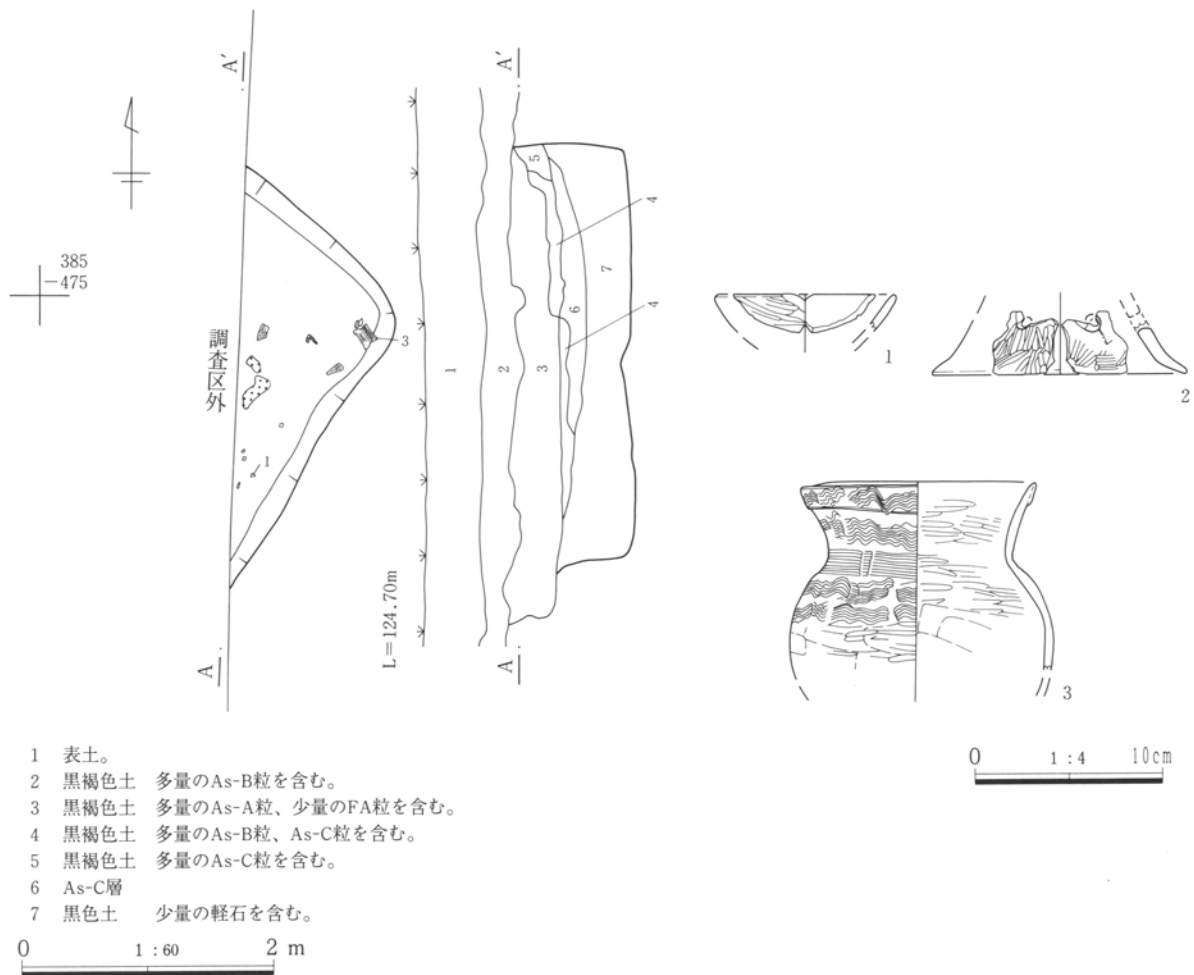 A′
A′
385
−475
調査区外
3
1
A
A
L＝124.70m
1
2
3
4
4
5
6
7
1
2
3
1 表土。
2 黒褐色土 多量のAs-B粒を含む。
3 黒褐色土 多量のAs-A粒、少量のFA粒を含む。
4 黒褐色土 多量のAs-B粒、As-C粒を含む。
5 黒褐色土 多量のAs-C粒を含む。
6 As-C層
7 黒色土 少量の軽石を含む。
0 1：60 2 m
0 1：4 10cm